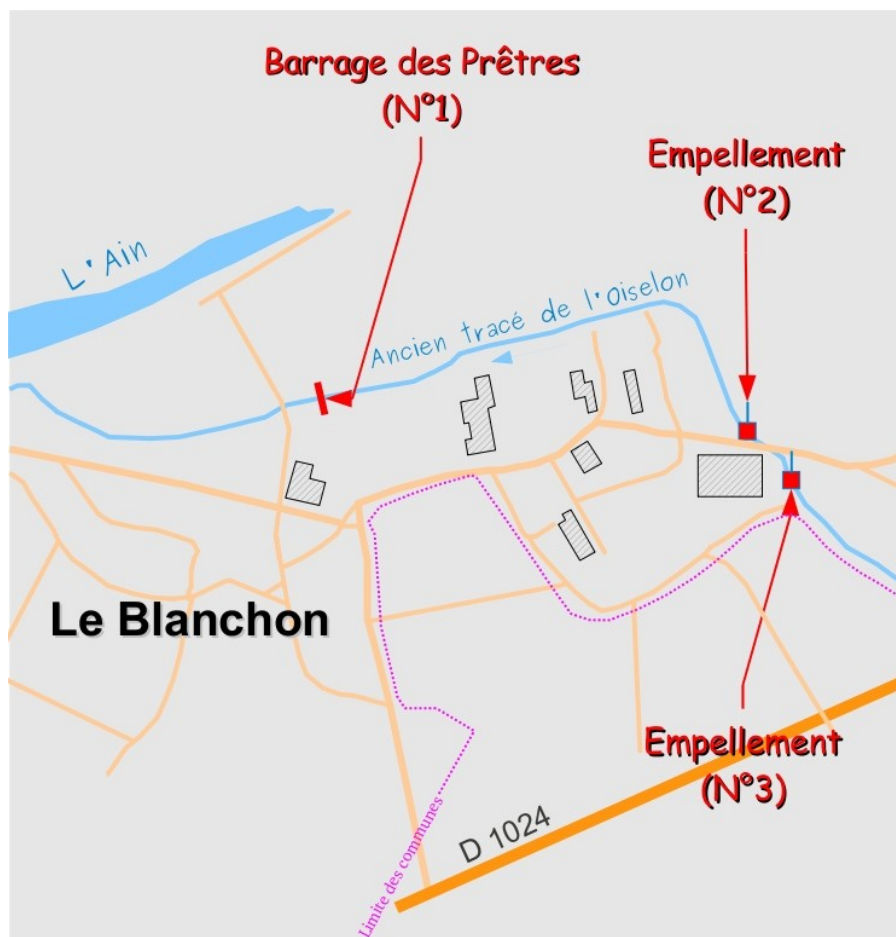 Barrage des Prêtres
(N°1)
Empellement
(N°2)
L'Ain
Ancien tracé de l'Oiselon
Le Blanchon
Empellement
(N°3)
D 1024
Limite des communes